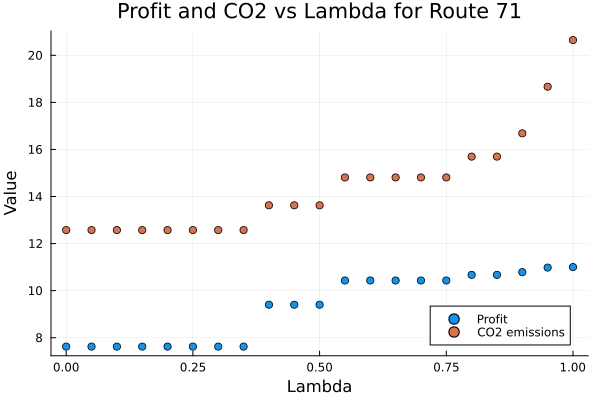 Profit and CO2 vs Lambda for Route 71
Value
20
18
16
14
12
10
8
0.00
0.25
0.50
0.75
1.00
Lambda
Profit
CO2 emissions